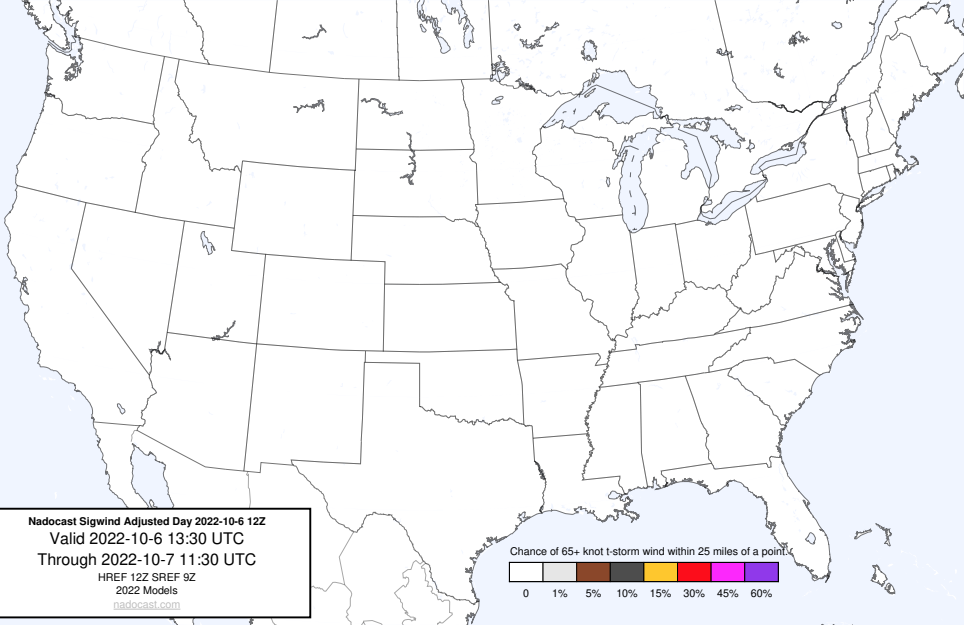 Nadocast Sigwind Adjusted Day 2022-10-6 12Z
Valid 2022-10-6 13:30 UTC
Through 2022-10-7 11:30 UTC
HREF 12Z SREF 9Z
2022 Models
nadocast.com
Chance of 65+ knot t-storm wind within 25 miles of a point.
0 1% 5% 10% 15% 30% 45% 60%